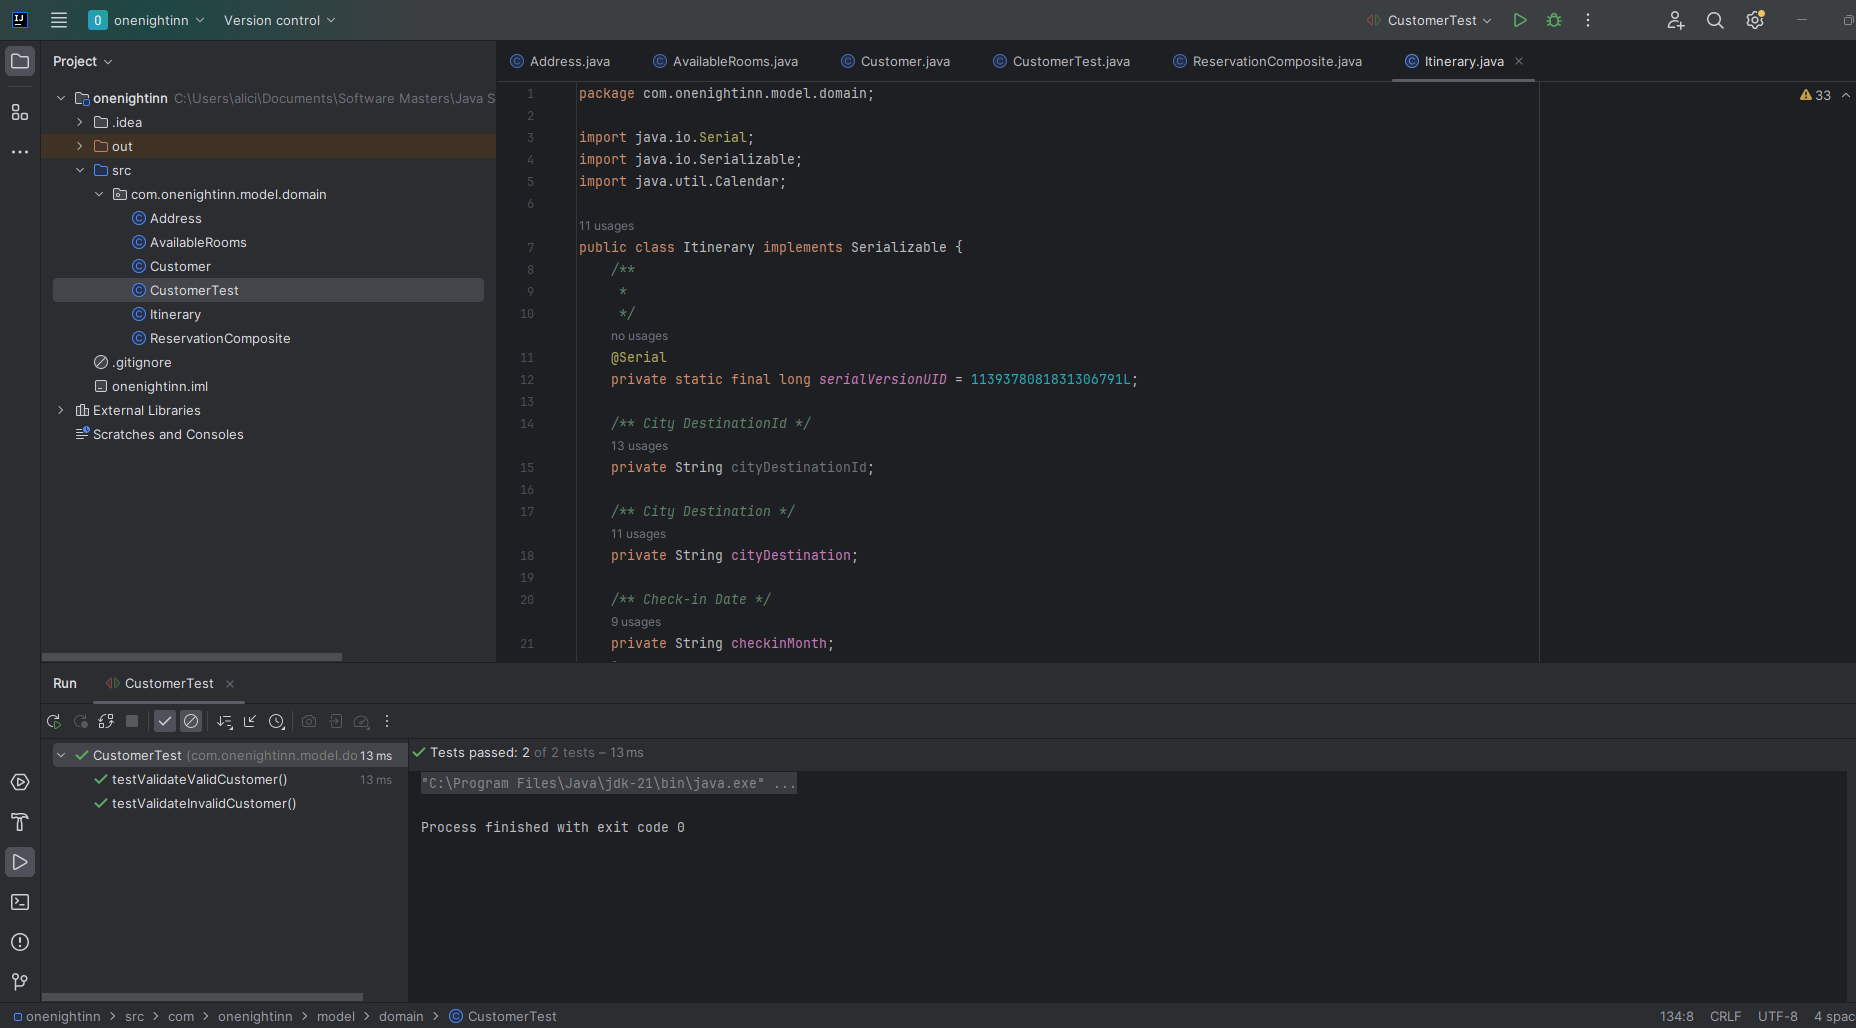 0 onenightinn Version control CustomerTest
Project
onenightinn C:\Users\alici\Documents\Software Masters\Java S
.idea
out
src
com.onenightinn.model.domain
Address
AvailableRooms
Customer
CustomerTest
Itinerary
ReservationComposite
.gitignore
onenightinn.iml
External Libraries
Scratches and Consoles
Address.java AvailableRooms.java Customer.java CustomerTest.java ReservationComposite.java Itinerary.java
33
1 package com.onenightinn.model.domain;
2
3 import java.io.Serial;
4 import java.io.Serializable;
5 import java.util.Calendar;
6
11 usages
7 public class Itinerary implements Serializable {
8 /**
9 *
10 */
no usages
11 @Serial
12 private static final long serialVersionUID = 1139378081831306791L;
13
14 /** City DestinationId */
13 usages
15 private String cityDestinationId;
16
17 /** City Destination */
11 usages
18 private String cityDestination;
19
20 /** Check-in Date */
9 usages
21 private String checkinMonth;
Run CustomerTest
CustomerTest (com.onenightinn.model.do 13 ms
testValidateValidCustomer() 13 ms
testValidateInvalidCustomer()
Tests passed: 2 of 2 tests – 13 ms
"C:\Program Files\Java\jdk-21\bin\java.exe" ...
Process finished with exit code 0
onenightinn > src > com > onenightinn > model > domain > CustomerTest 134:8 CRLF UTF-8 4 spac